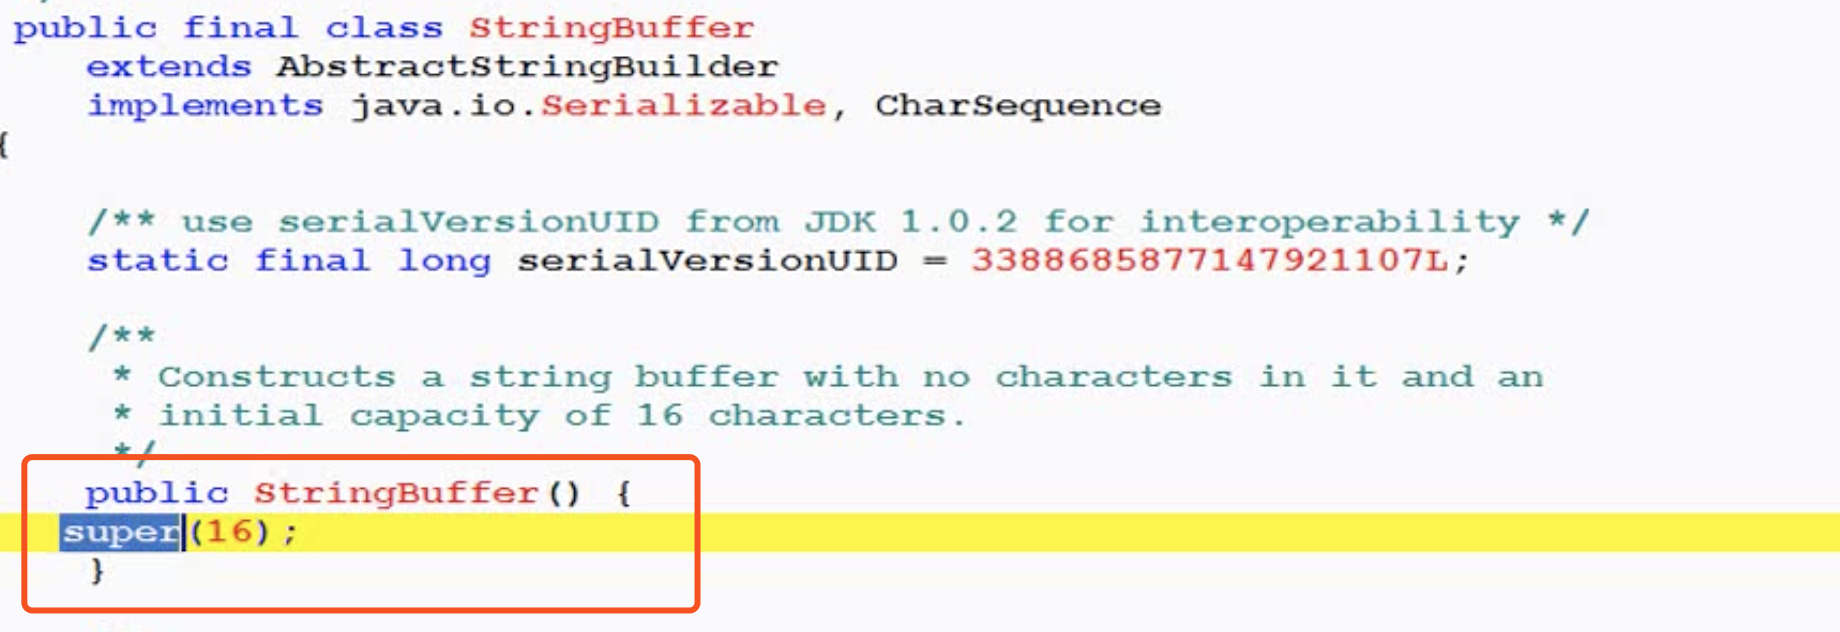 public final class StringBuffer
extends AbstractStringBuilder
implements java.io.Serializable, CharSequence
{
/** use serialVersionUID from JDK 1.0.2 for interoperability */
static final long serialVersionUID = 3388685877147921107L;
/**
* Constructs a string buffer with no characters in it and an
* initial capacity of 16 characters.
*/
public StringBuffer() {
super(16);
}